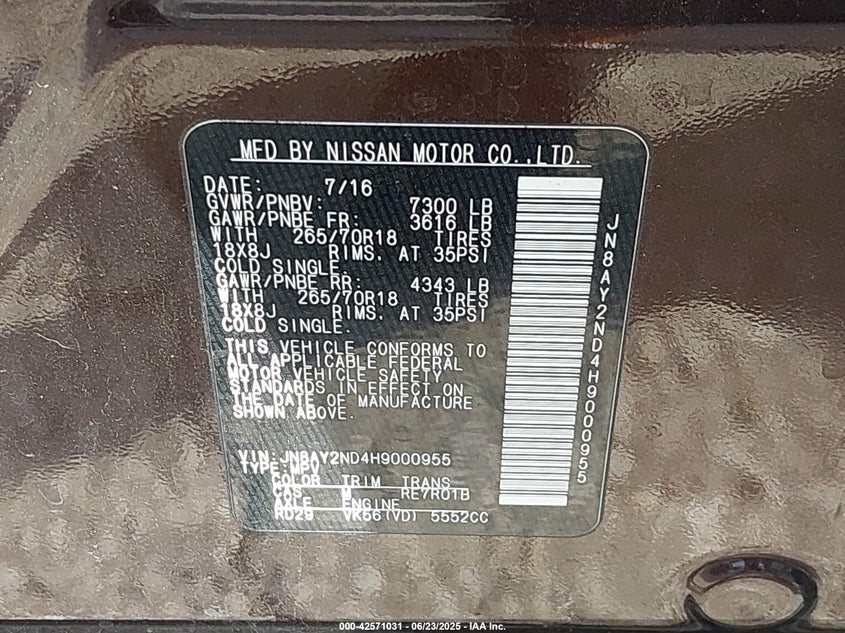 MFD BY NISSAN MOTOR CO.,LTD.
DATE: 7/16
GVWR/PNBV: 7300 LB
GAWR/PNBE FR: 3616 LB
WITH 265/70R18 TIRES
18X8J RIMS. AT 35PSI
COLD SINGLE.
GAWR/PNBE RR: 4343 LB
WITH 265/70R18 TIRES
18X8J RIMS. AT 35PSI
COLD SINGLE.
THIS VEHICLE CONFORMS TO
ALL APPLICABLE FEDERAL
MOTOR VEHICLE SAFETY
STANDARDS IN EFFECT ON
THE DATE OF MANUFACTURE
SHOWN ABOVE.
VIN: JN8AY2ND4H9000955
TYPE: MPV
COLOR TRIM TRANS
CAS M RE7R01B
AXLE ENGINE
RD29 VK56(VD) 5552CC
JN8AY2ND4H9000955
000-42571031 - 06/23/2025 - IAA Inc.